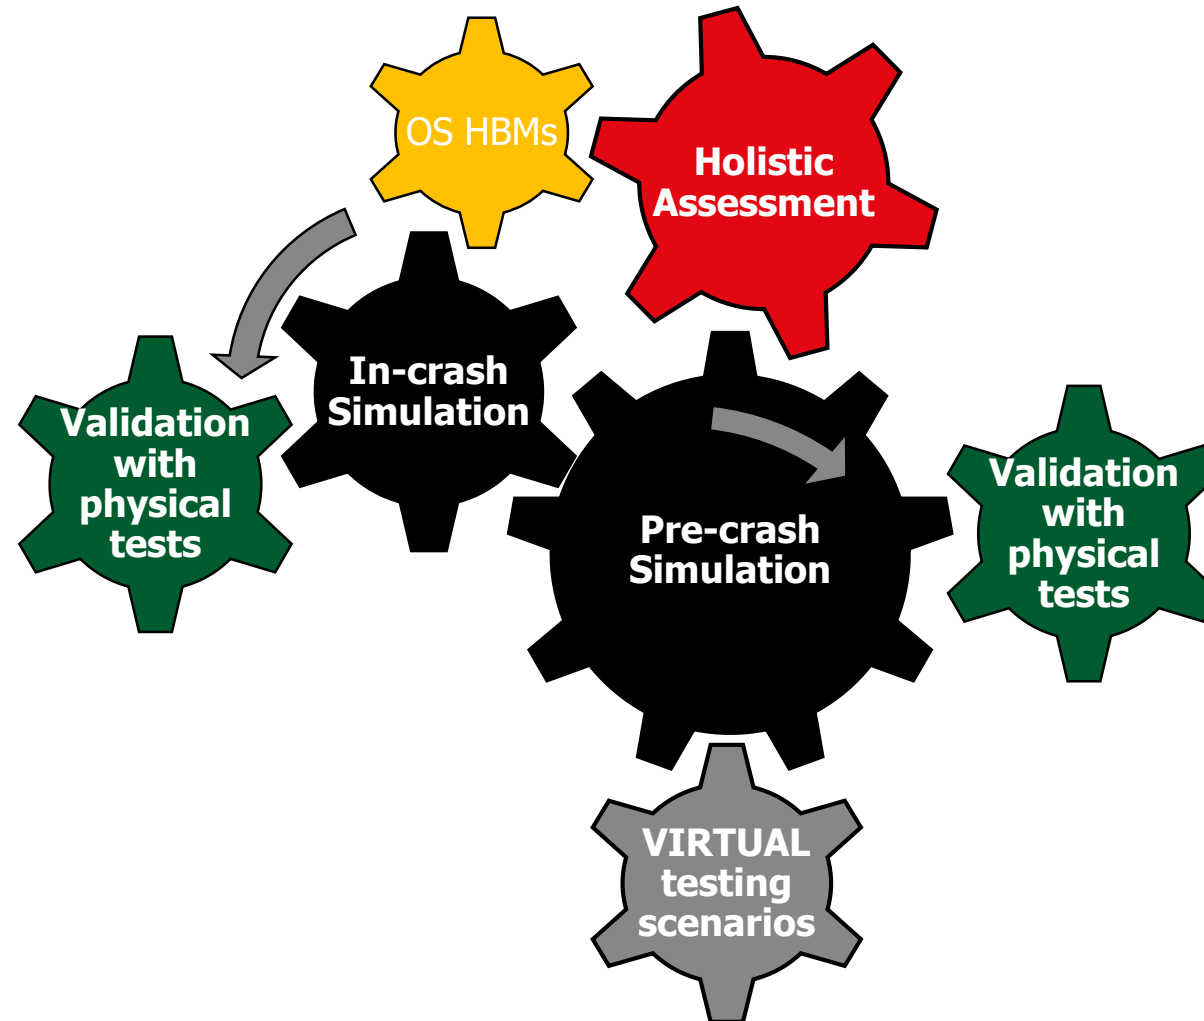 OS HBMs
Holistic
Assessment
In-crash
Simulation
Validation
with
physical
tests
Pre-crash
Simulation
Validation
with
physical
tests
VIRTUAL
testing
scenarios